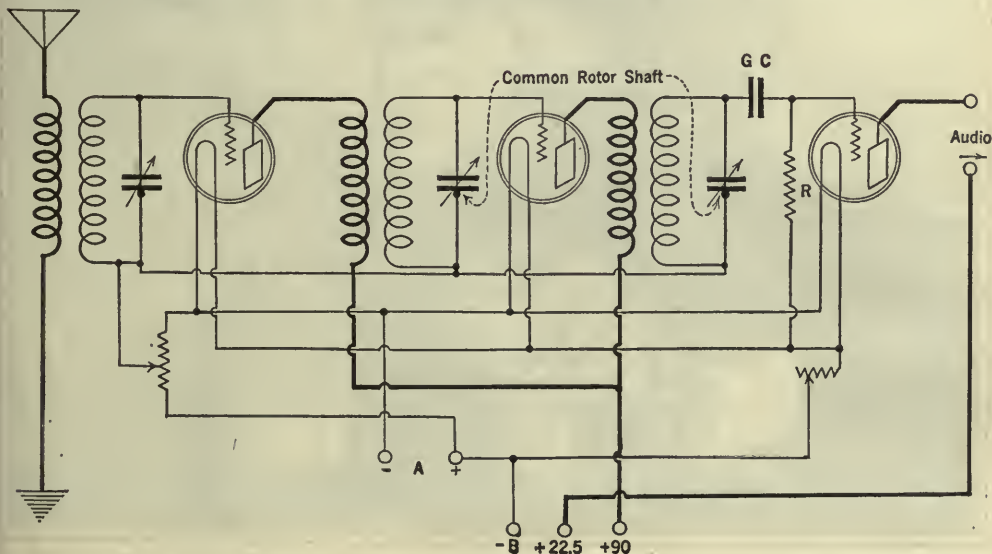 G C
Common Rotor Shaft
Audio
R
- A +
-B +22.5 +90